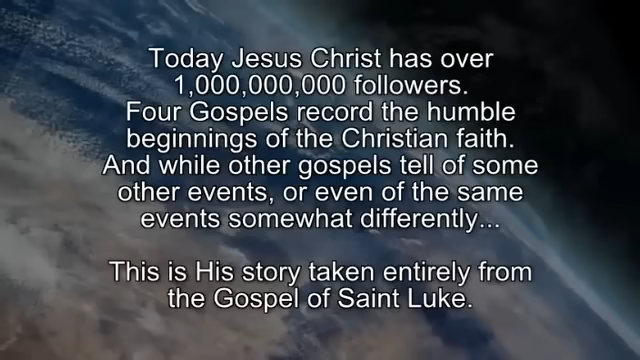 Today Jesus Christ has over
1,000,000,000 followers.
Four Gospels record the humble
beginnings of the Christian faith.
And while other gospels tell of some
other events, or even of the same
events somewhat differently...
This is His story taken entirely from
the Gospel of Saint Luke.